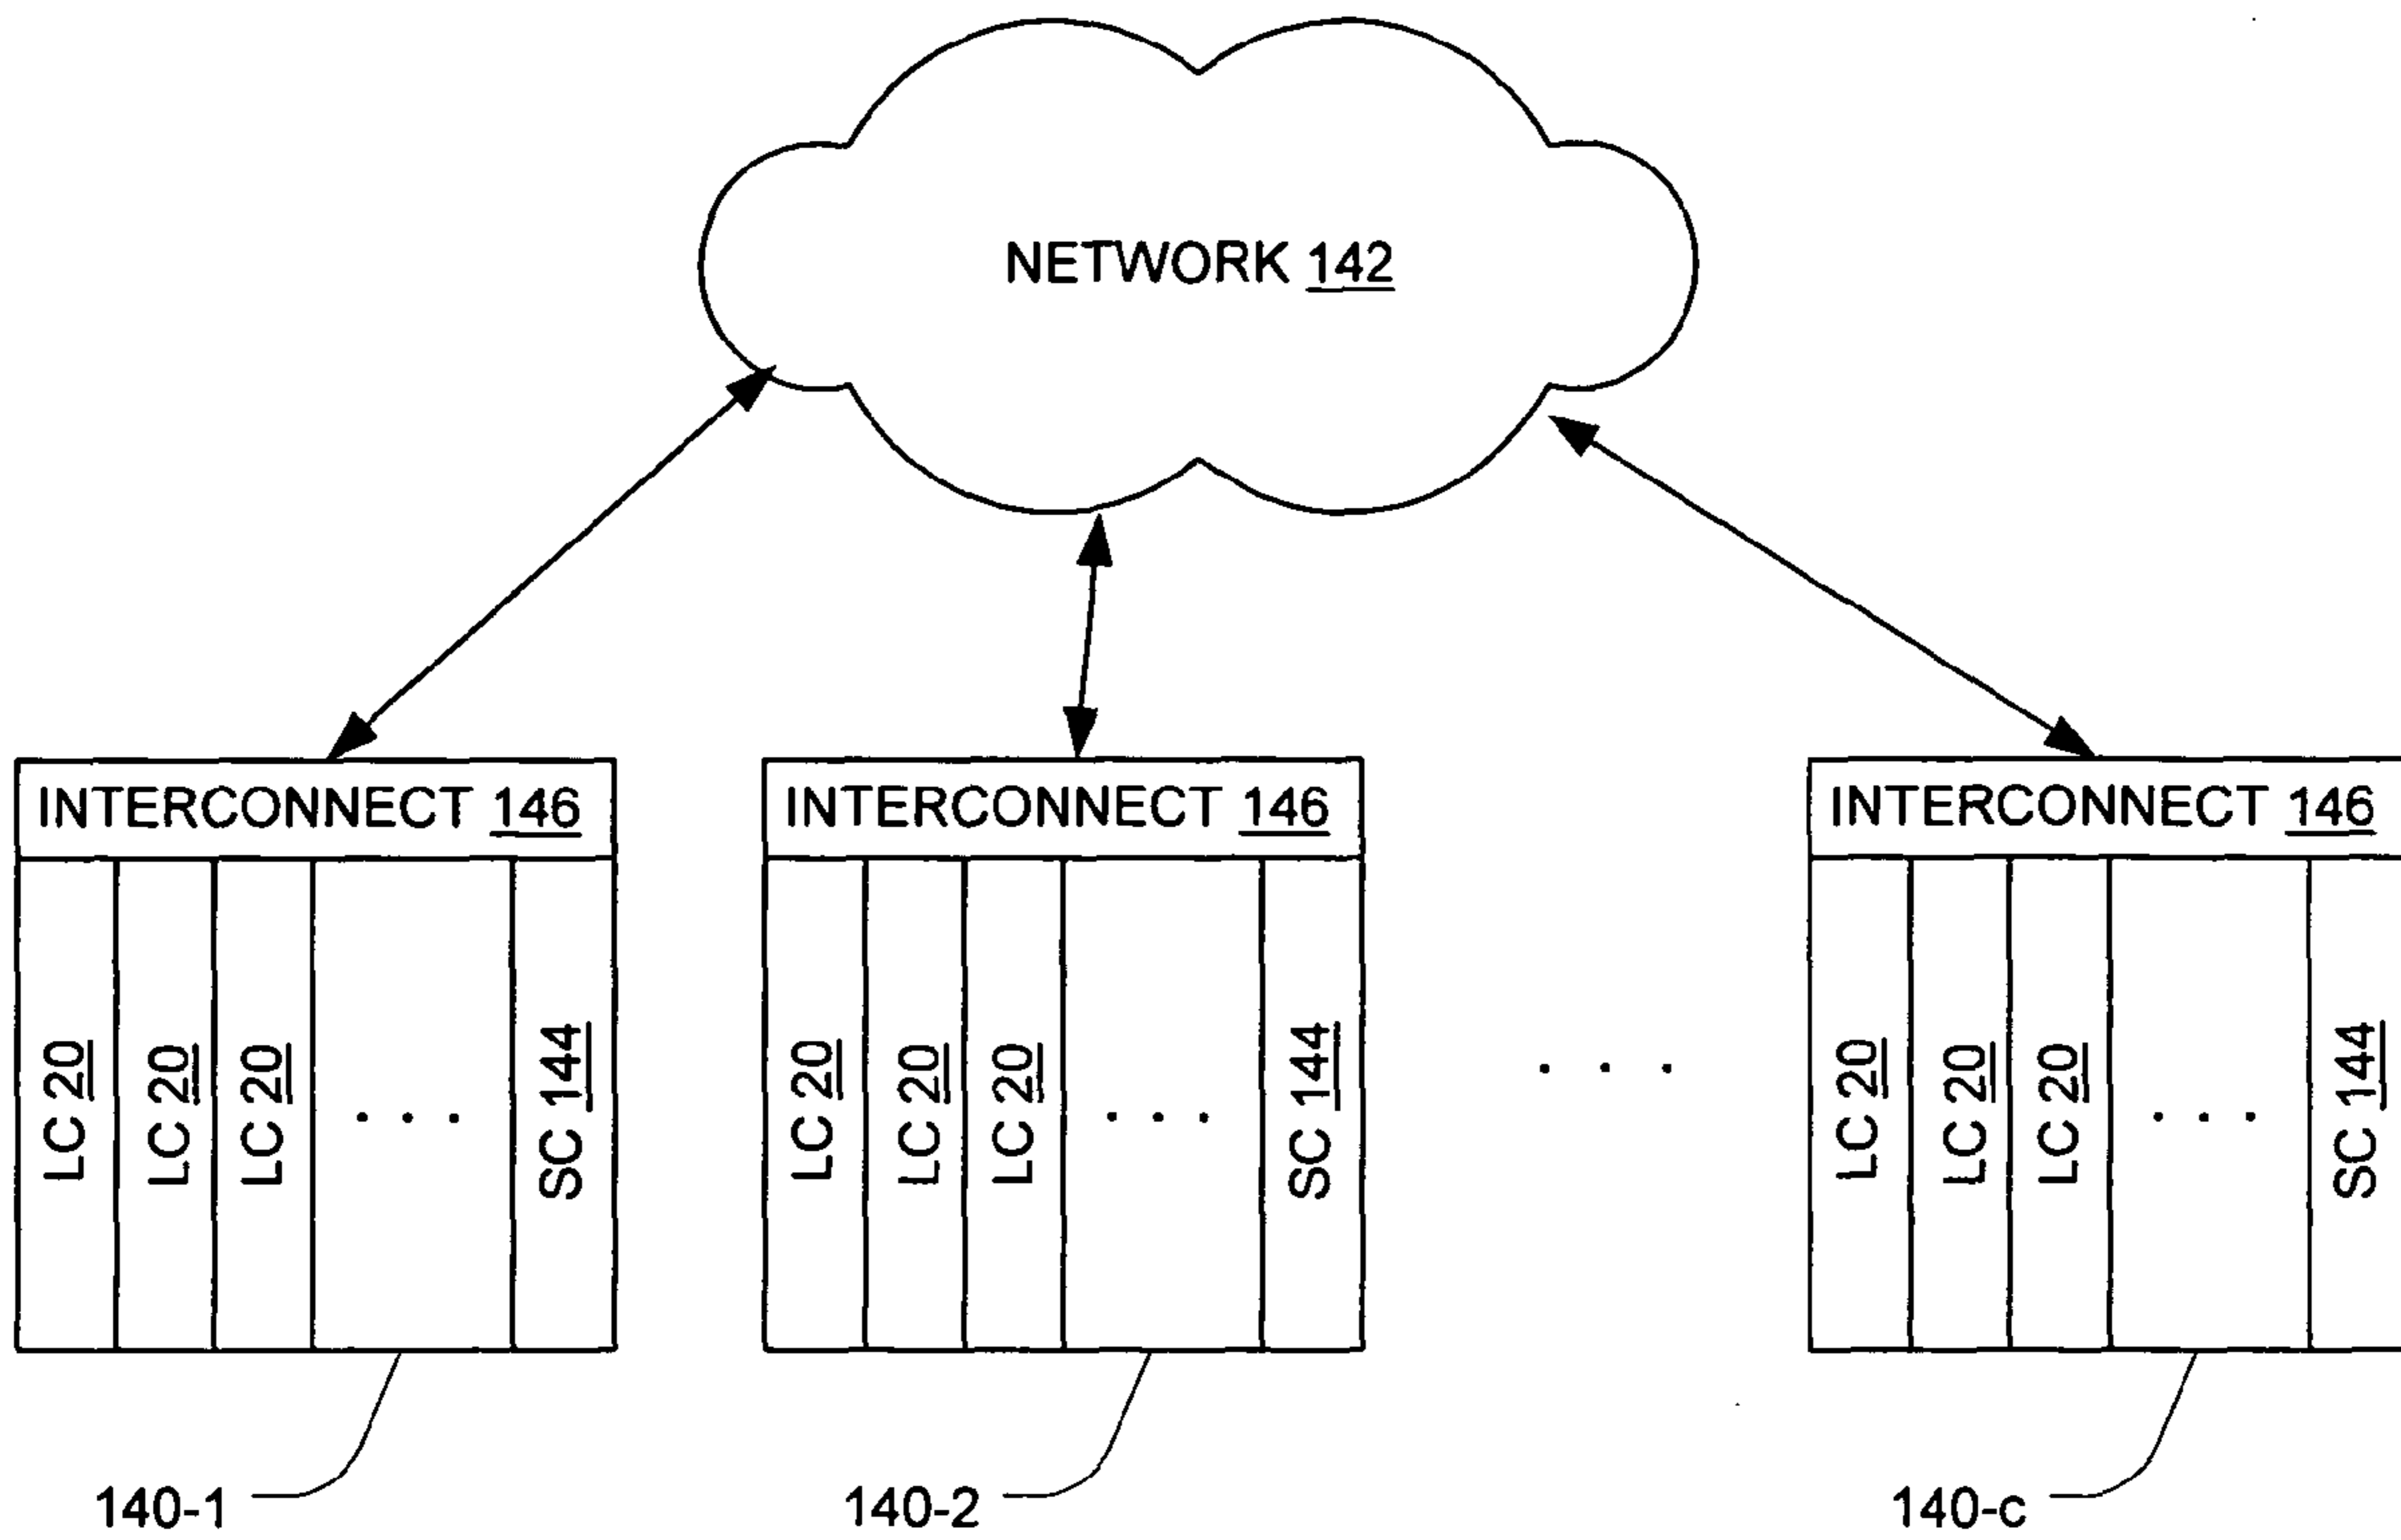 NETWORK 142
INTERCONNECT 146
INTERCONNECT 146
INTERCONNECT 146
LC 20
LC 20
LC 20
. . .
SC 144
LC 20
LC 20
LC 20
. . .
SC 144
. . .
LC 20
LC 20
LC 20
. . .
SC 144
140-1
140-2
140-c